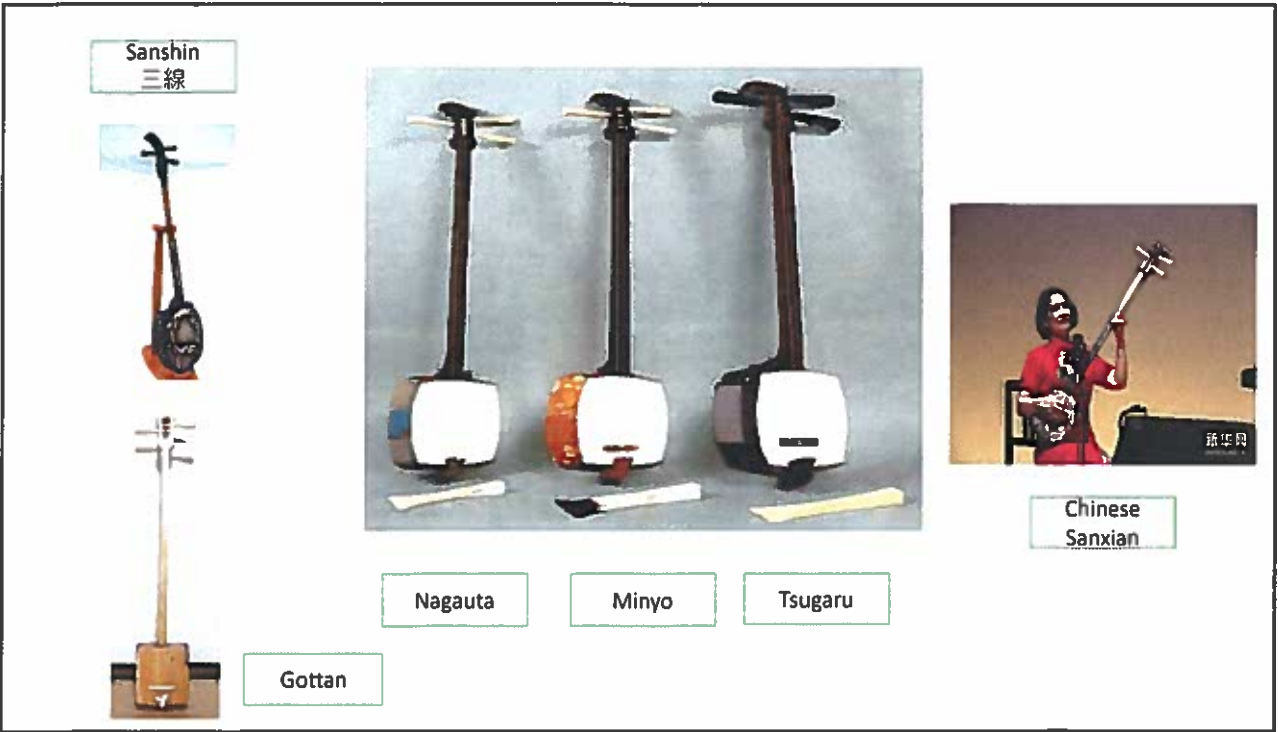 Sanshin
三線
新华网
Chinese
Sanxian
Nagauta
Minyo
Tsugaru
Gottan